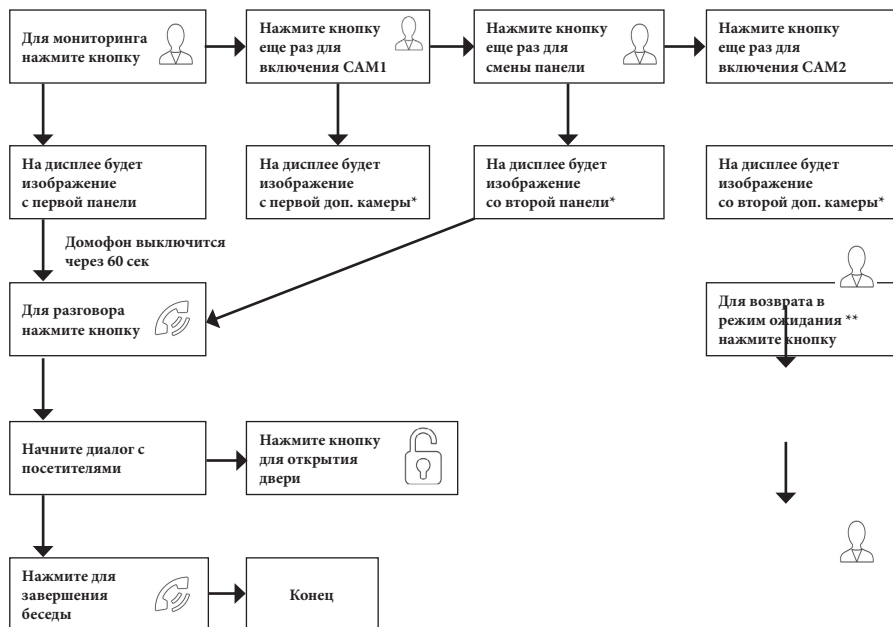 Для мониторинга
нажмите кнопку
Нажмите кнопку
еще раз для
включения CAM1
Нажмите кнопку
еще раз для
смены панели
Нажмите кнопку
еще раз для
включения CAM2
На дисплее будет
изображение
с первой панели
На дисплее будет
изображение
с первой доп. камеры*
На дисплее будет
изображение
со второй панели*
На дисплее будет
изображение
со второй доп. камеры*
Домофон выключится
через 60 сек
Для разговора
нажмите кнопку
Для возврата в
режим ожидания **
нажмите кнопку
Начните диалог с
посетителями
Нажмите кнопку
для открытия
двери
Нажмите для
завершения
беседы
Конец